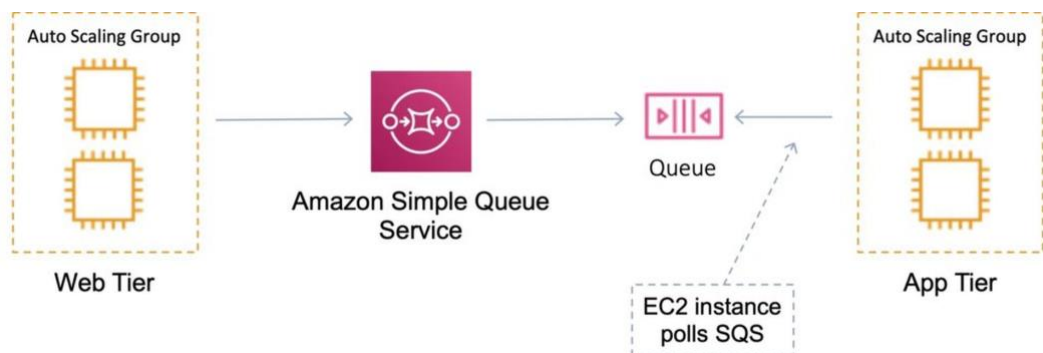 Auto Scaling Group
Auto Scaling Group
Queue
Amazon Simple Queue
Service
Web Tier
App Tier
EC2 instance
polls SQS